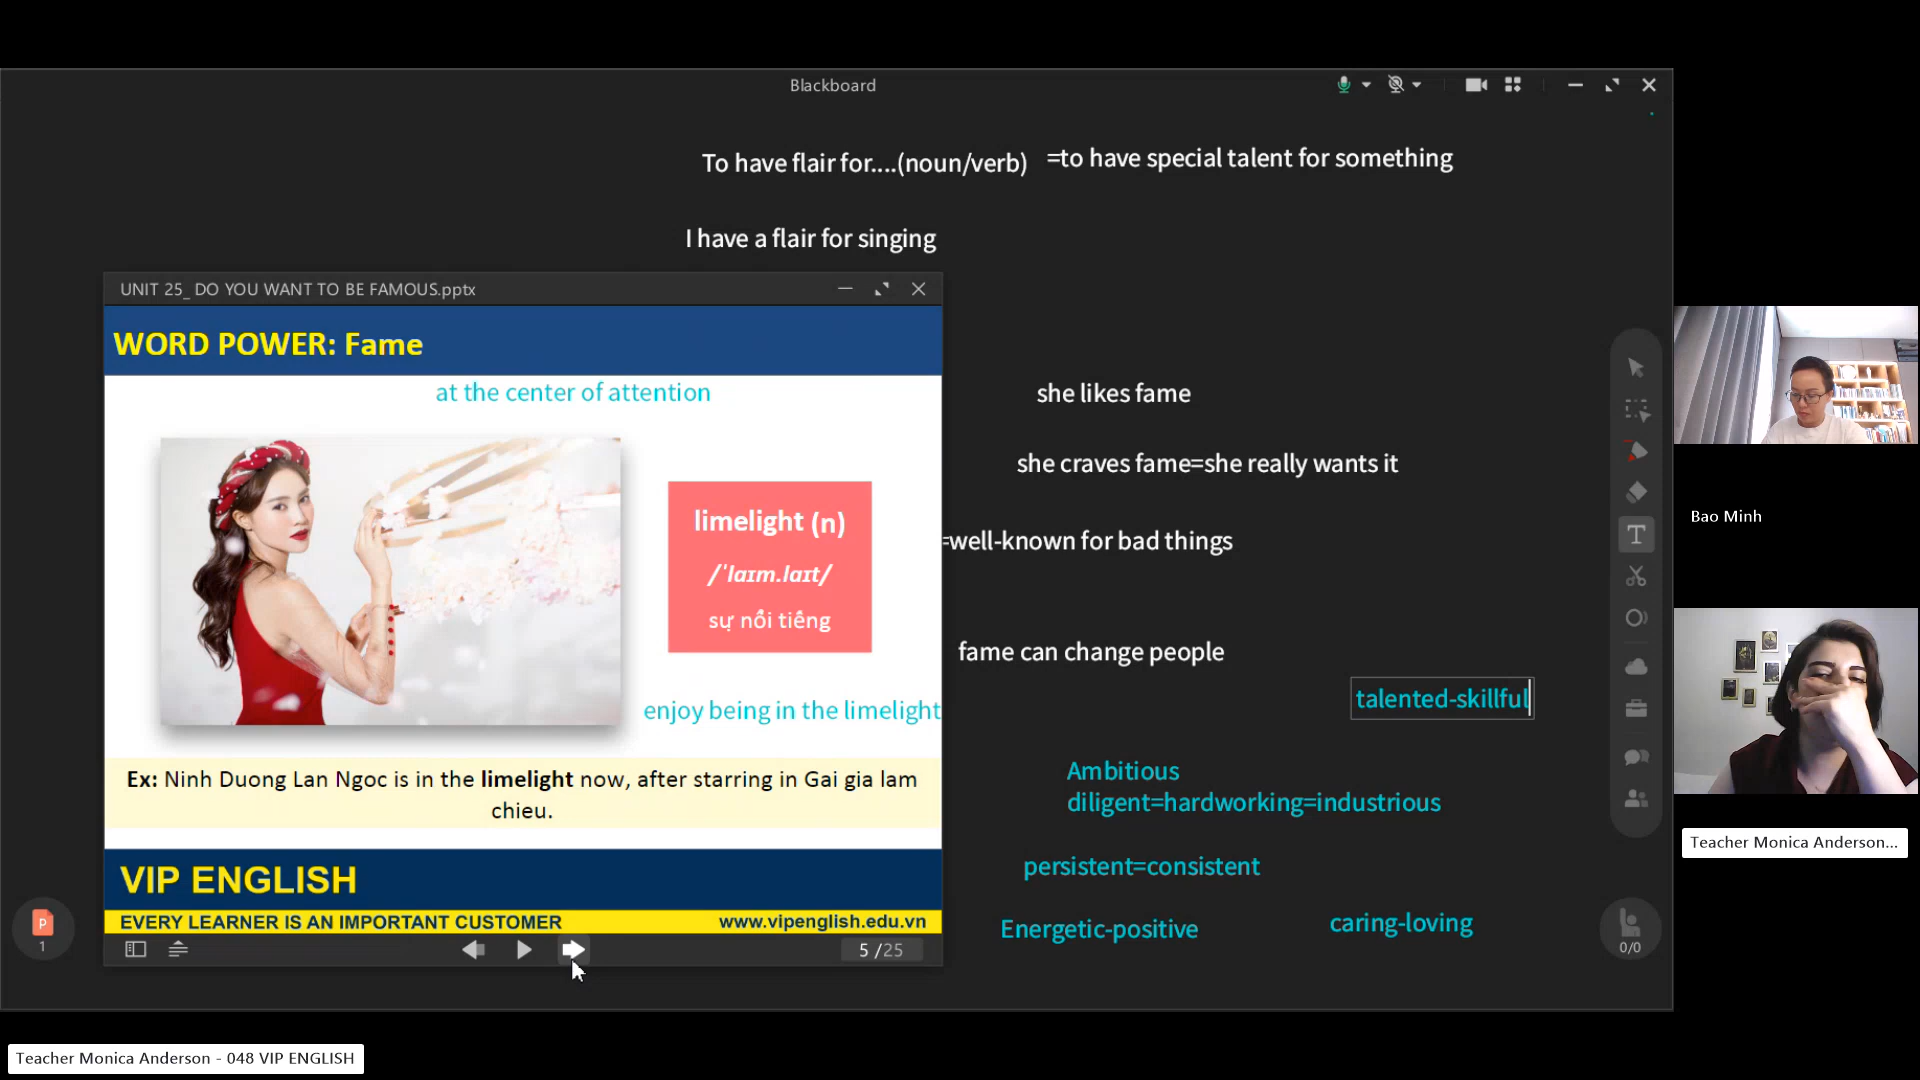 Blackboard
To have flair for....(noun/verb)
=to have special talent for something
I have a flair for singing
UNIT 25_ DO YOU WANT TO BE FAMOUS.pptx
WORD POWER: Fame
at the center of attention
limelight (n)
/ˈlaɪm.laɪt/
sự nổi tiếng
enjoy being in the limelight
Ex: Ninh Duong Lan Ngoc is in the limelight now, after starring in Gai gia lam
chieu.
VIP ENGLISH
EVERY LEARNER IS AN IMPORTANT CUSTOMER
www.vipenglish.edu.vn
5 /25
she likes fame
she craves fame=she really wants it
=well-known for bad things
fame can change people
talented-skillful
Ambitious
diligent=hardworking=industrious
persistent=consistent
Energetic-positive
caring-loving
T
P
1
0/0
Bao Minh
Teacher Monica Anderson...
Teacher Monica Anderson - 048 VIP ENGLISH